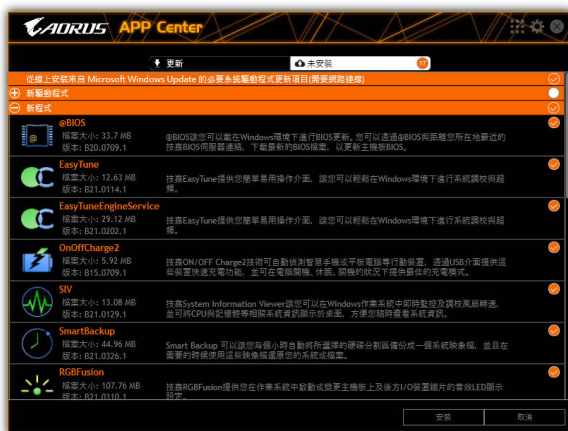 AORUS APP Center
更新
未安裝 17
從線上安裝來自 Microsoft Windows Update 的必要系統驅動程式更新項目(需要網路連線)
新驅動程式
新程式
@BIOS
檔案大小: 33.7 MB
版本: B20.0709.1
@BIOS讓您可以載在Windows環境下進行BIOS更新。您可以透過@BIOS與距離您所在地最近的
技嘉BIOS伺服器連結，下載最新的BIOS檔案，以更新主機板BIOS。
EasyTune
檔案大小: 12.63 MB
版本: B21.0114.1
技嘉EasyTune提供您簡單易用操作介面，讓您可以輕鬆在Windows環境下進行系統調校與超
頻。
EasyTuneEngineService
檔案大小: 29.12 MB
版本: B21.0202.1
技嘉EasyTune提供您簡單易用操作介面，讓您可以輕鬆在Windows環境下進行系統調校與超
頻。
OnOffCharge2
檔案大小: 5.92 MB
版本: B15.0709.1
技嘉ON/OFF Charge2技術可自動偵測智慧手機或平板電腦等行動裝置，透過USB介面提供這
些裝置快速充電功能，並可在電腦開機、休眠、關機的狀況下提供最佳的充電模式。
SIV
檔案大小: 13.08 MB
版本: B21.0129.1
技嘉System Information Viewer讓您可以在Windows作業系統中即時監控及調校風扇轉速，
並可將CPU與記憶體等相關系統資訊顯示於桌面，方便您隨時查看系統資訊。
SmartBackup
檔案大小: 44.96 MB
版本: B21.0326.1
Smart Backup 可以讓您每個小時自動將所選擇的硬碟分割區備份成一個系統映象檔，並且在
需要的時候使用這些映像檔還原您的系統或檔案。
RGBFusion
檔案大小: 107.76 MB
版本: B21.0310.1
技嘉RGBFusion提供您在作業系統中啟動或變更主機板上及後方I/O裝置鐵片的音效LED顯示
設定。
安裝
取消